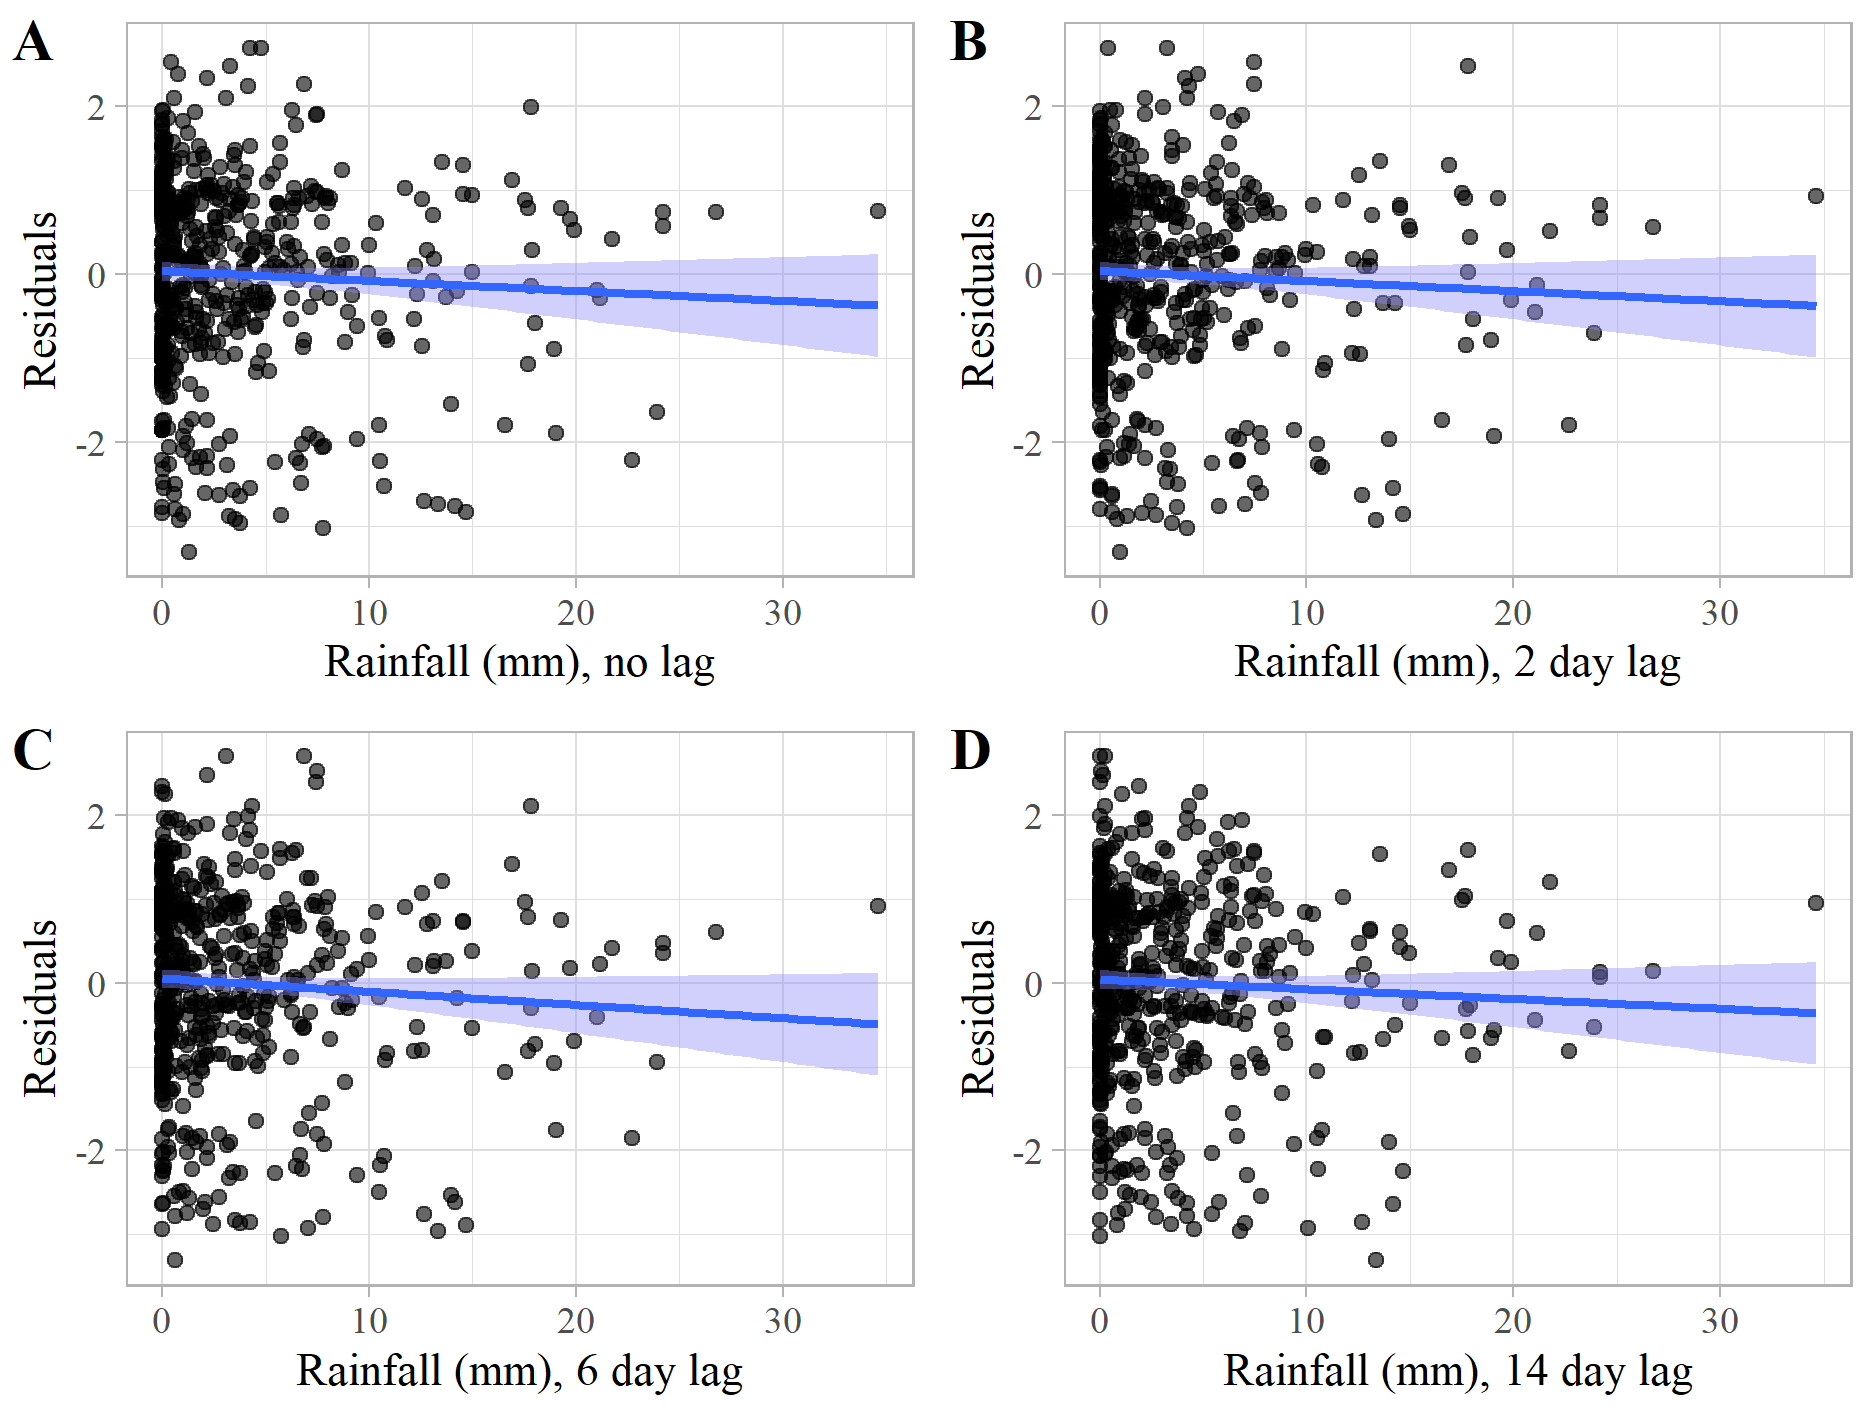 A
B
2
0
-2
Residuals
0 10 20 30
Rainfall (mm), no lag
2
0
-2
Residuals
0 10 20 30
Rainfall (mm), 2 day lag
C
D
2
0
-2
Residuals
0 10 20 30
Rainfall (mm), 6 day lag
2
0
-2
Residuals
0 10 20 30
Rainfall (mm), 14 day lag